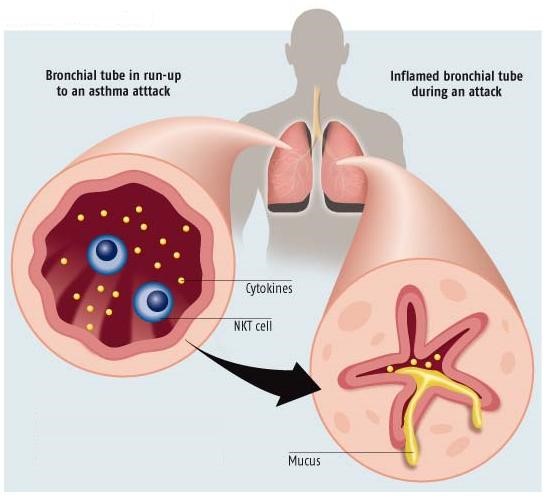 Bronchial tube in run-up
to an asthma atttack
Inflamed bronchial tube
during an attack
Cytokines
NKT cell
Mucus